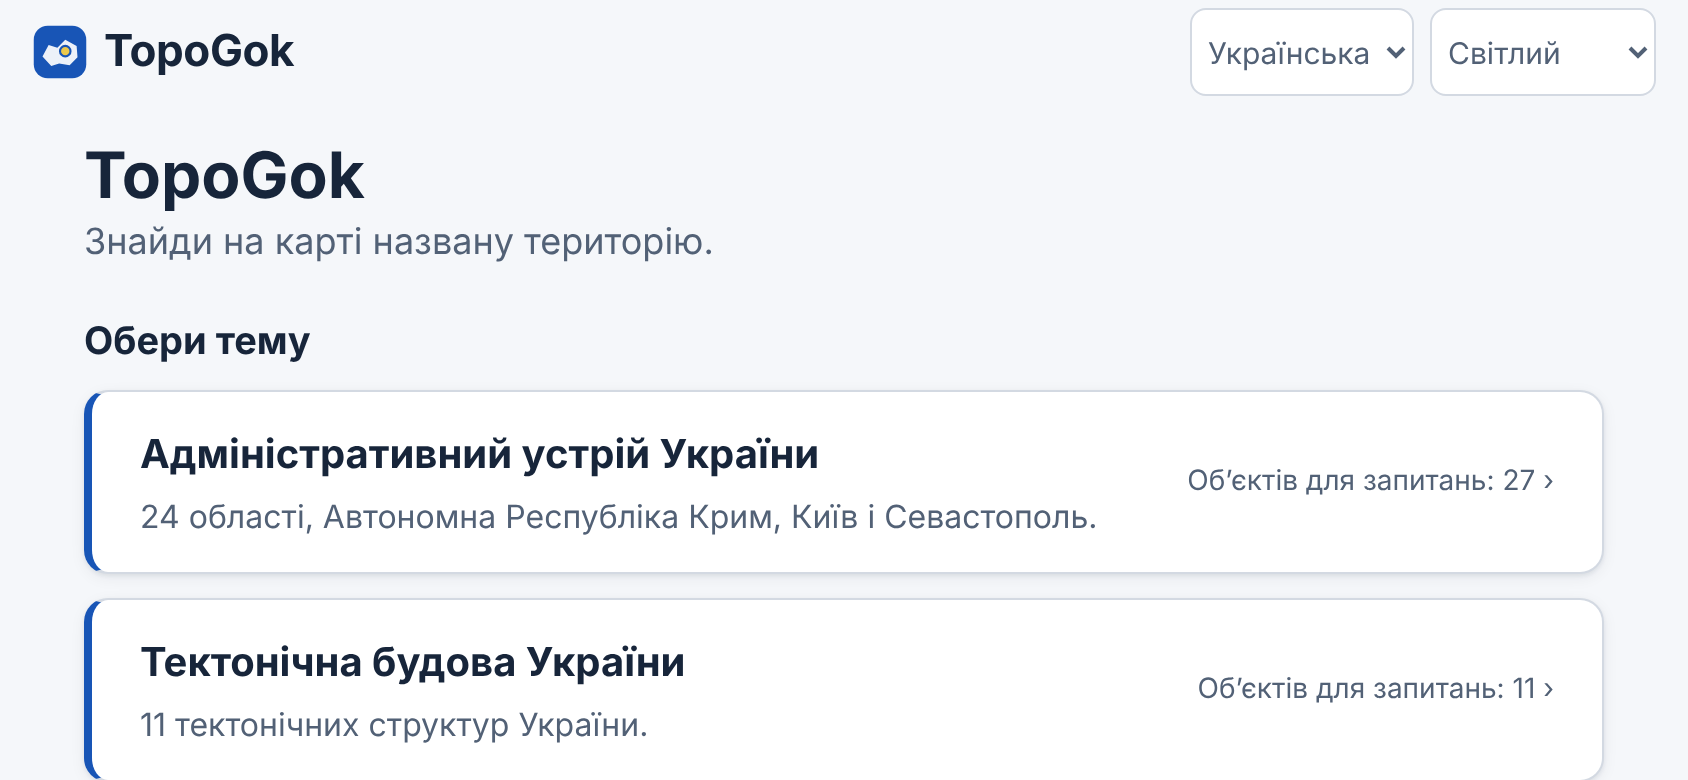 TopoGok
Українська
Світлий
TopoGok
Знайди на карті названу територію.
Обери тему
Адміністративний устрій України
24 області, Автономна Республіка Крим, Київ і Севастополь.
Об’єктів для запитань: 27 ›
Тектонічна будова України
11 тектонічних структур України.
Об’єктів для запитань: 11 ›